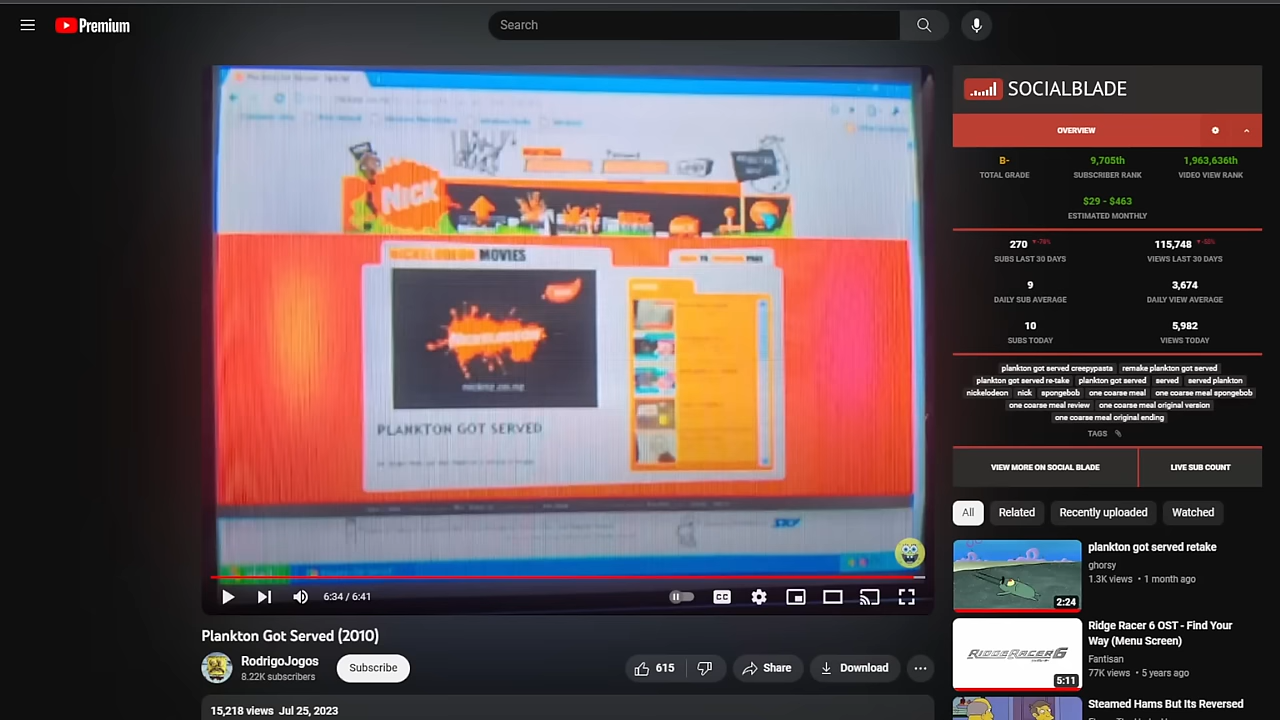 Premium
Search
SOCIALBLADE
OVERVIEW
B-
TOTAL GRADE
9,705th
SUBSCRIBER RANK
1,963,636th
VIDEO VIEW RANK
$29 - $463
ESTIMATED MONTHLY
270
SUBS LAST 30 DAYS
115,748
VIEWS LAST 30 DAYS
9
DAILY SUB AVERAGE
3,674
DAILY VIEW AVERAGE
10
SUBS TODAY
5,982
VIEWS TODAY
plankton got served creepypasta remake plankton got served
plankton got served re-take plankton got served served served plankton
nickelodeon nick spongebob one coarse meal one coarse meal spongebob
one coarse meal review one coarse meal original version
one coarse meal original ending
TAGS
VIEW MORE ON SOCIAL BLADE
LIVE SUB COUNT
NICK
NICKELODEON MOVIES
PLANKTON GOT SERVED
SKY
6:34 / 6:41
CC
Plankton Got Served (2010)
RodrigoJogos
8.22K subscribers
Subscribe
615
Share
Download
15,218 views Jul 25, 2023
All
Related
Recently uploaded
Watched
plankton got served retake
ghorsy
1.3K views • 1 month ago
2:24
Ridge Racer 6 OST - Find Your
Way (Menu Screen)
Fantisan
77K views • 5 years ago
RIDGE RACER 6
5:11
Steamed Hams But Its Reversed